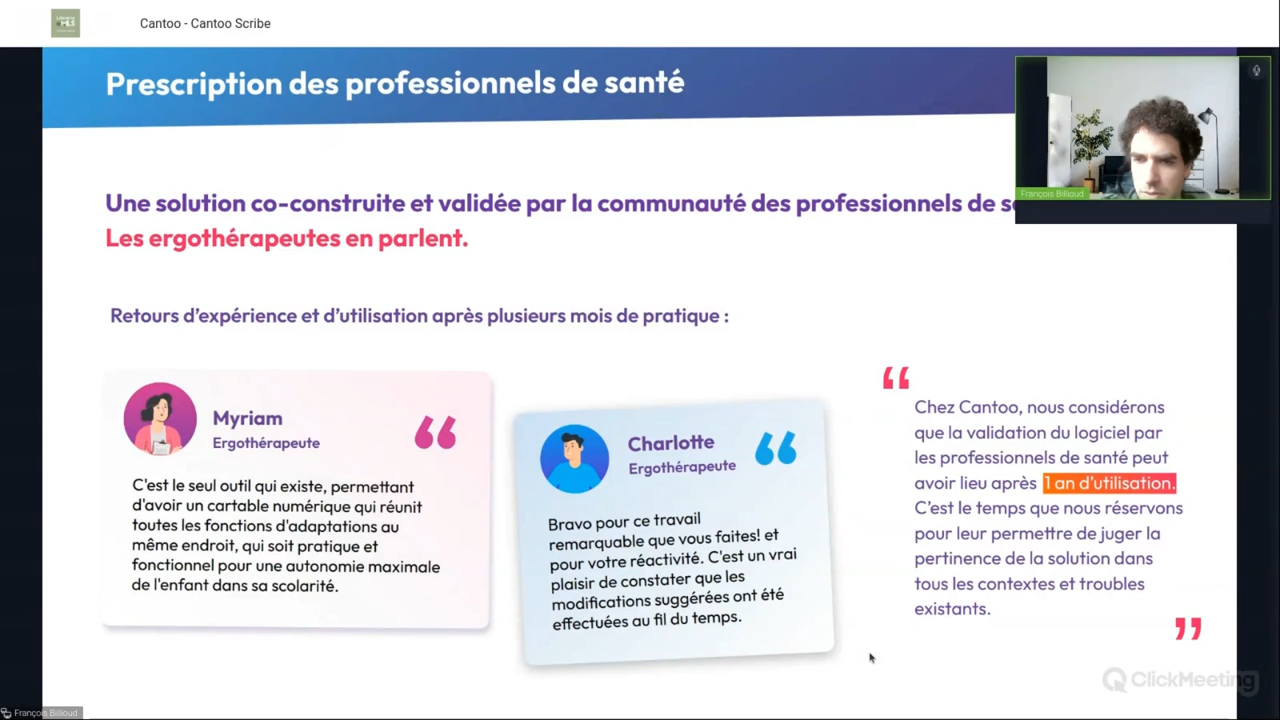 Cantoo - Cantoo Scribe
Prescription des professionnels de santé
François Billioud
Une solution co-construite et validée par la communauté des professionnels de
Les ergothérapeutes en parlent.
Retours d'expérience et d'utilisation après plusieurs mois de pratique :
Myriam
Ergothérapeute
C'est le seul outil qui existe, permettant
d'avoir un cartable numérique qui réunit
toutes les fonctions d'adaptations au
même endroit, qui soit pratique et
fonctionnel pour une autonomie maximale
de l'enfant dans sa scolarité.
Charlotte
Ergothérapeute
Bravo pour ce travail
remarquable que vous faites! et
pour votre réactivité. C'est un vrai
plaisir de constater que les
modifications suggérées ont été
effectuées au fil du temps.
“
Chez Cantoo, nous considérons
que la validation du logiciel par
les professionnels de santé peut
avoir lieu après 1 an d'utilisation.
C'est le temps que nous réservons
pour leur permettre de juger la
pertinence de la solution dans
tous les contextes et troubles
existants.
”
ClickMeeting
François Billioud